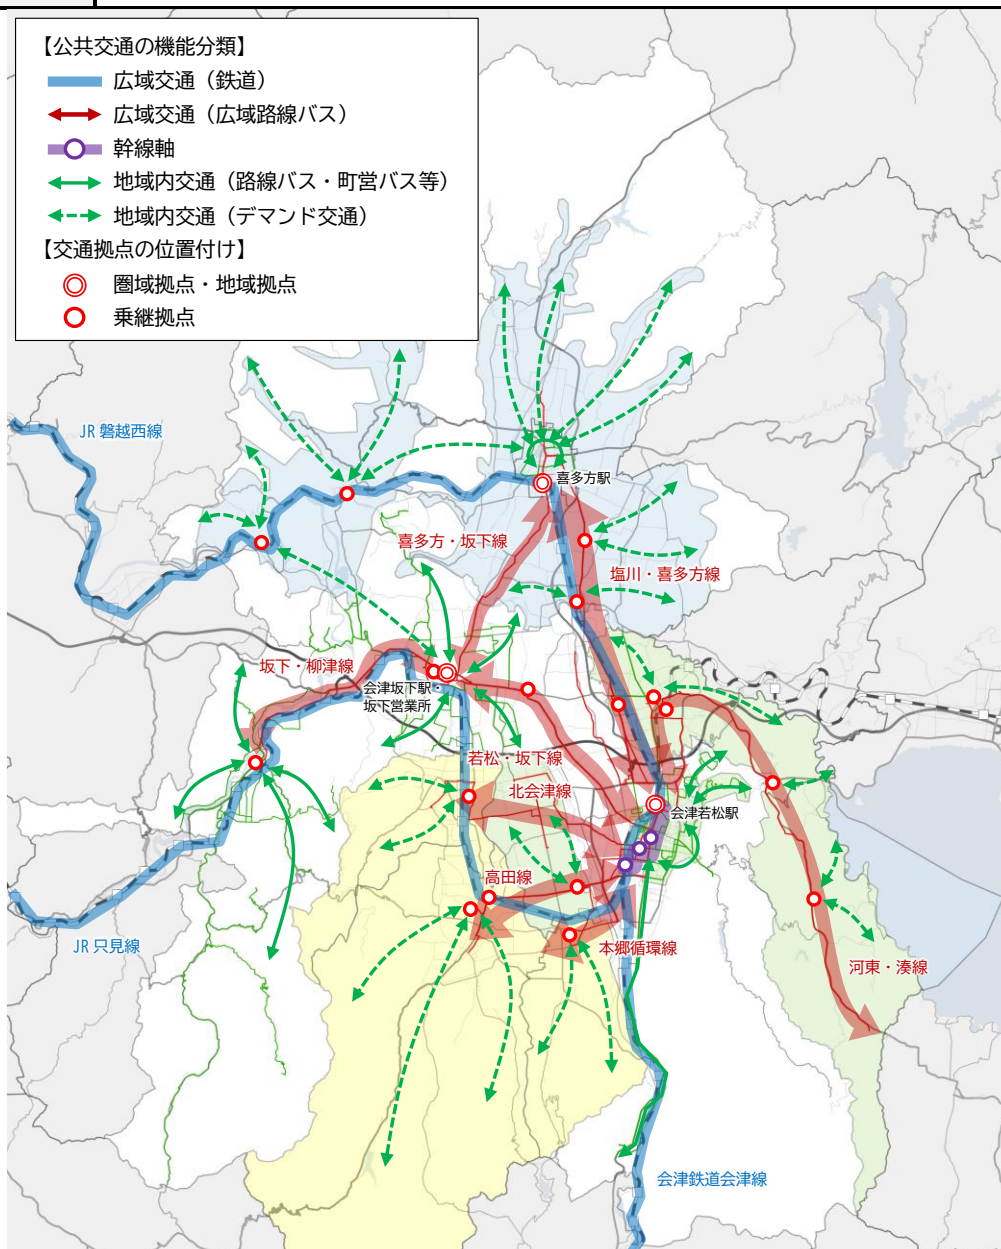 【公共交通の機能分類】
広域交通（鉄道）
広域交通（広域路線バス）
幹線軸
地域内交通（路線バス・町営バス等）
地域内交通（デマンド交通）
【交通拠点の位置付け】
圏域拠点・地域拠点
乗継拠点
JR 磐越西線
喜多方駅
喜多方・坂下線
塩川・喜多方線
坂下・柳津線
会津坂下駅・
坂下営業所
若松・坂下線
北会津線
会津若松駅
高田線
JR 只見線
本郷循環線
河東・湊線
会津鉄道会津線